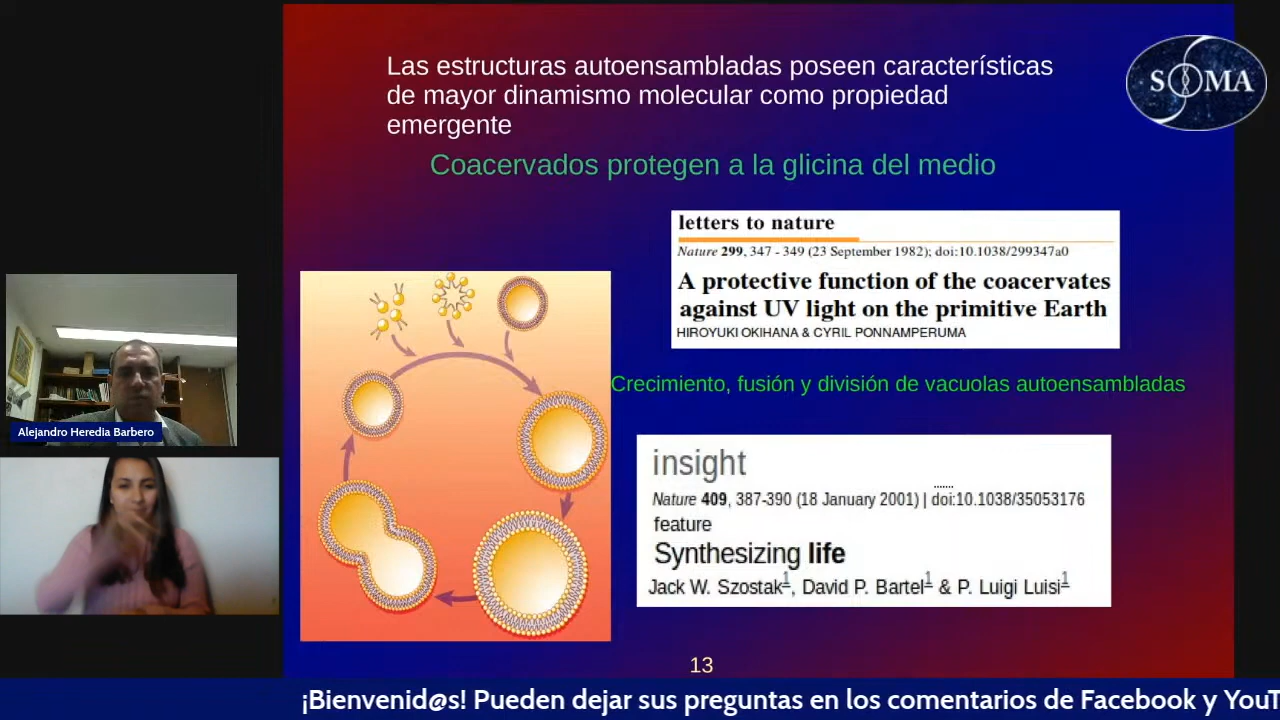 Las estructuras autoensambladas poseen características
de mayor dinamismo molecular como propiedad
emergente
SOMA
Coacervados protegen a la glicina del medio
letters to nature
Nature 299, 347 - 349 (23 September 1982); doi:10.1038/299347a0
A protective function of the coacervates
against UV light on the primitive Earth
HIROYUKI OKIHANA & CYRIL PONNAMPERUMA
Crecimiento, fusión y división de vacuolas autoensambladas
Alejandro Heredia Barbero
insight
Nature 409, 387-390 (18 January 2001) | doi:10.1038/35053176
feature
Synthesizing life
Jack W. Szostak1, David P. Bartel1 & P. Luigi Luisi1
13
¡Bienvenid@s! Pueden dejar sus preguntas en los comentarios de Facebook y YouT